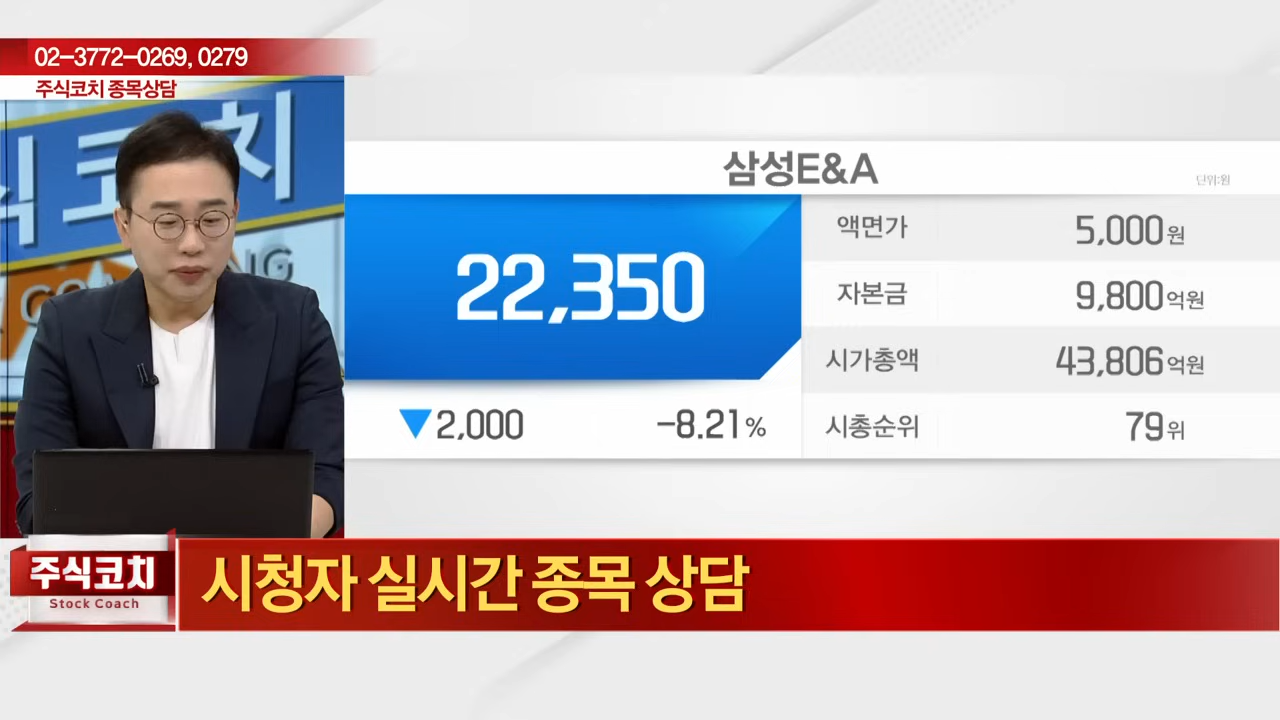 02-3772-0269, 0279
주식코치 종목상담
식코치
삼성E&A
단위:원
22,350
▼2,000 -8.21%
액면가 5,000원
자본금 9,800억원
시가총액 43,806억원
시총순위 79위
주식코치
Stock Coach
시청자 실시간 종목 상담